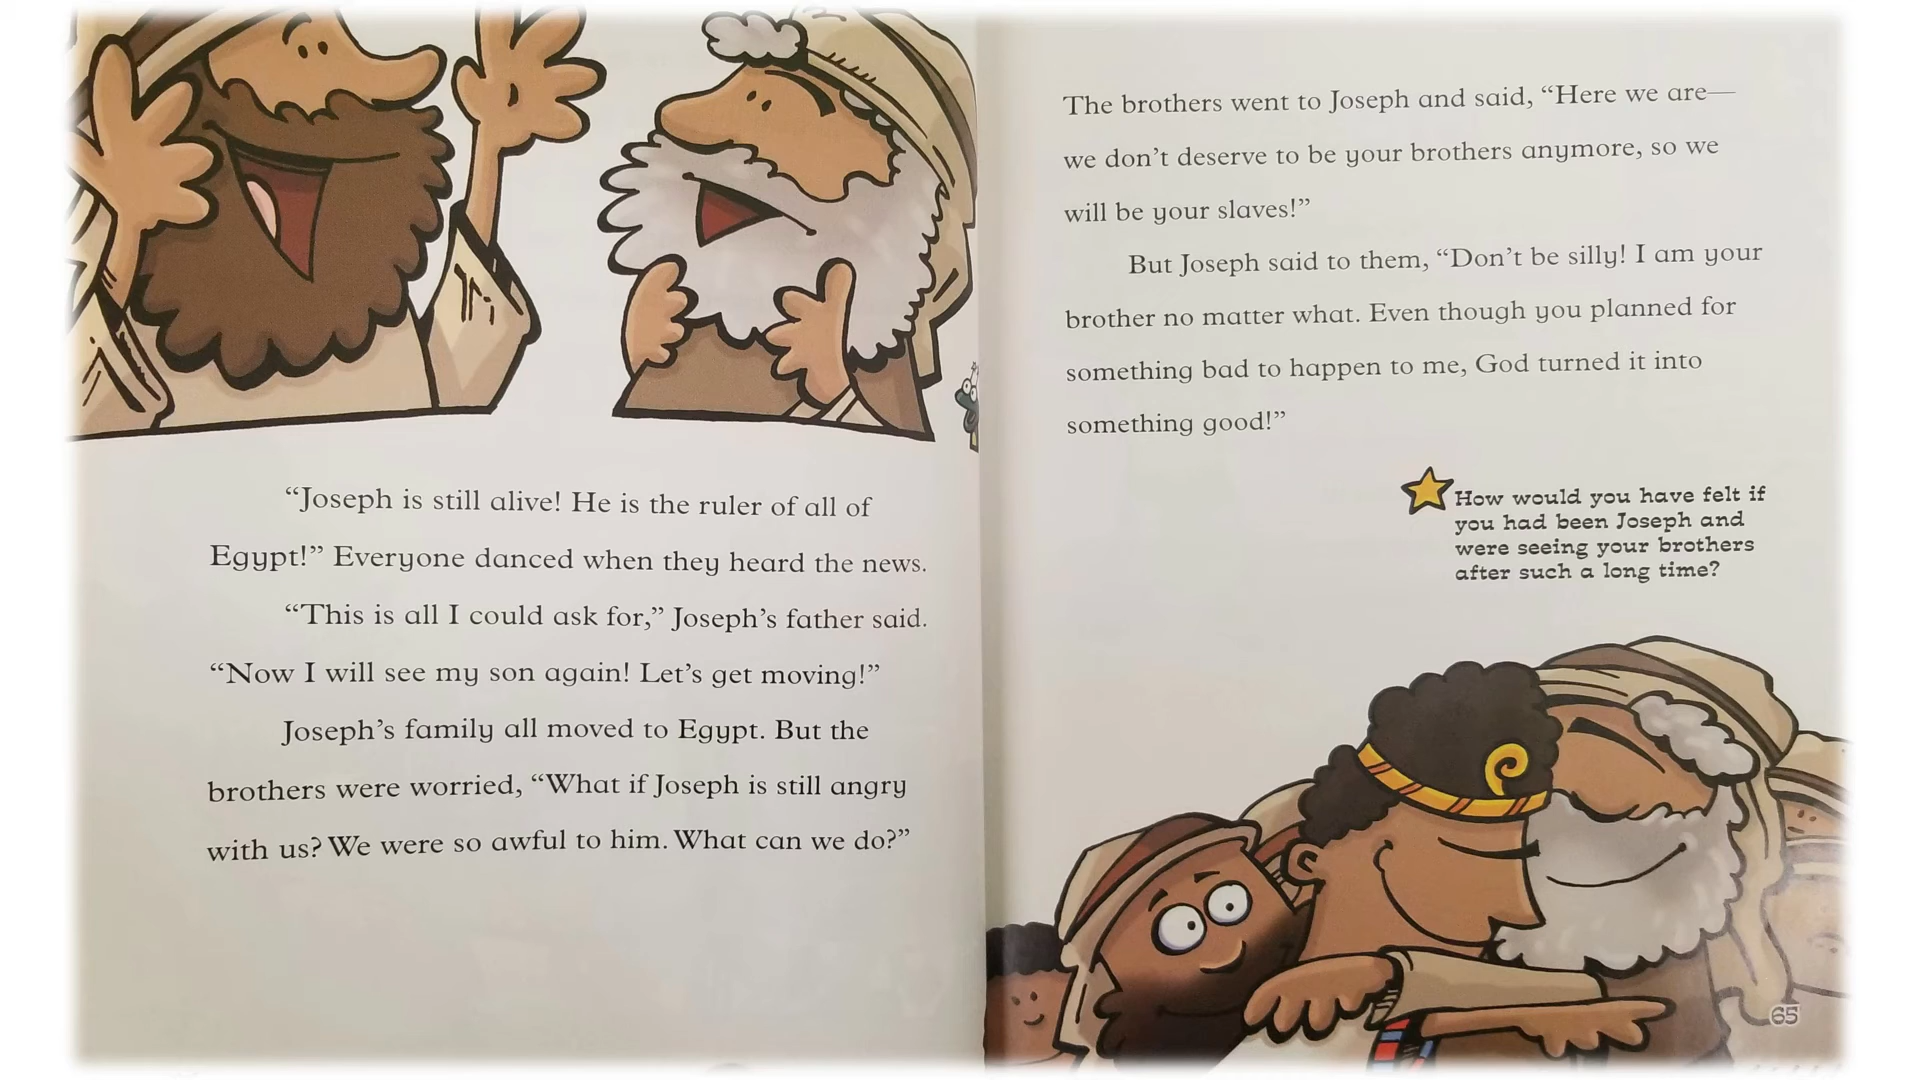 “Joseph is still alive! He is the ruler of all of
Egypt!” Everyone danced when they heard the news.
“This is all I could ask for,” Joseph’s father said.
“Now I will see my son again! Let’s get moving!”
Joseph’s family all moved to Egypt. But the
brothers were worried, “What if Joseph is still angry
with us? We were so awful to him. What can we do?”
The brothers went to Joseph and said, “Here we are—
we don’t deserve to be your brothers anymore, so we
will be your slaves!”
But Joseph said to them, “Don’t be silly! I am your
brother no matter what. Even though you planned for
something bad to happen to me, God turned it into
something good!”
How would you have felt if
you had been Joseph and
were seeing your brothers
after such a long time?
65